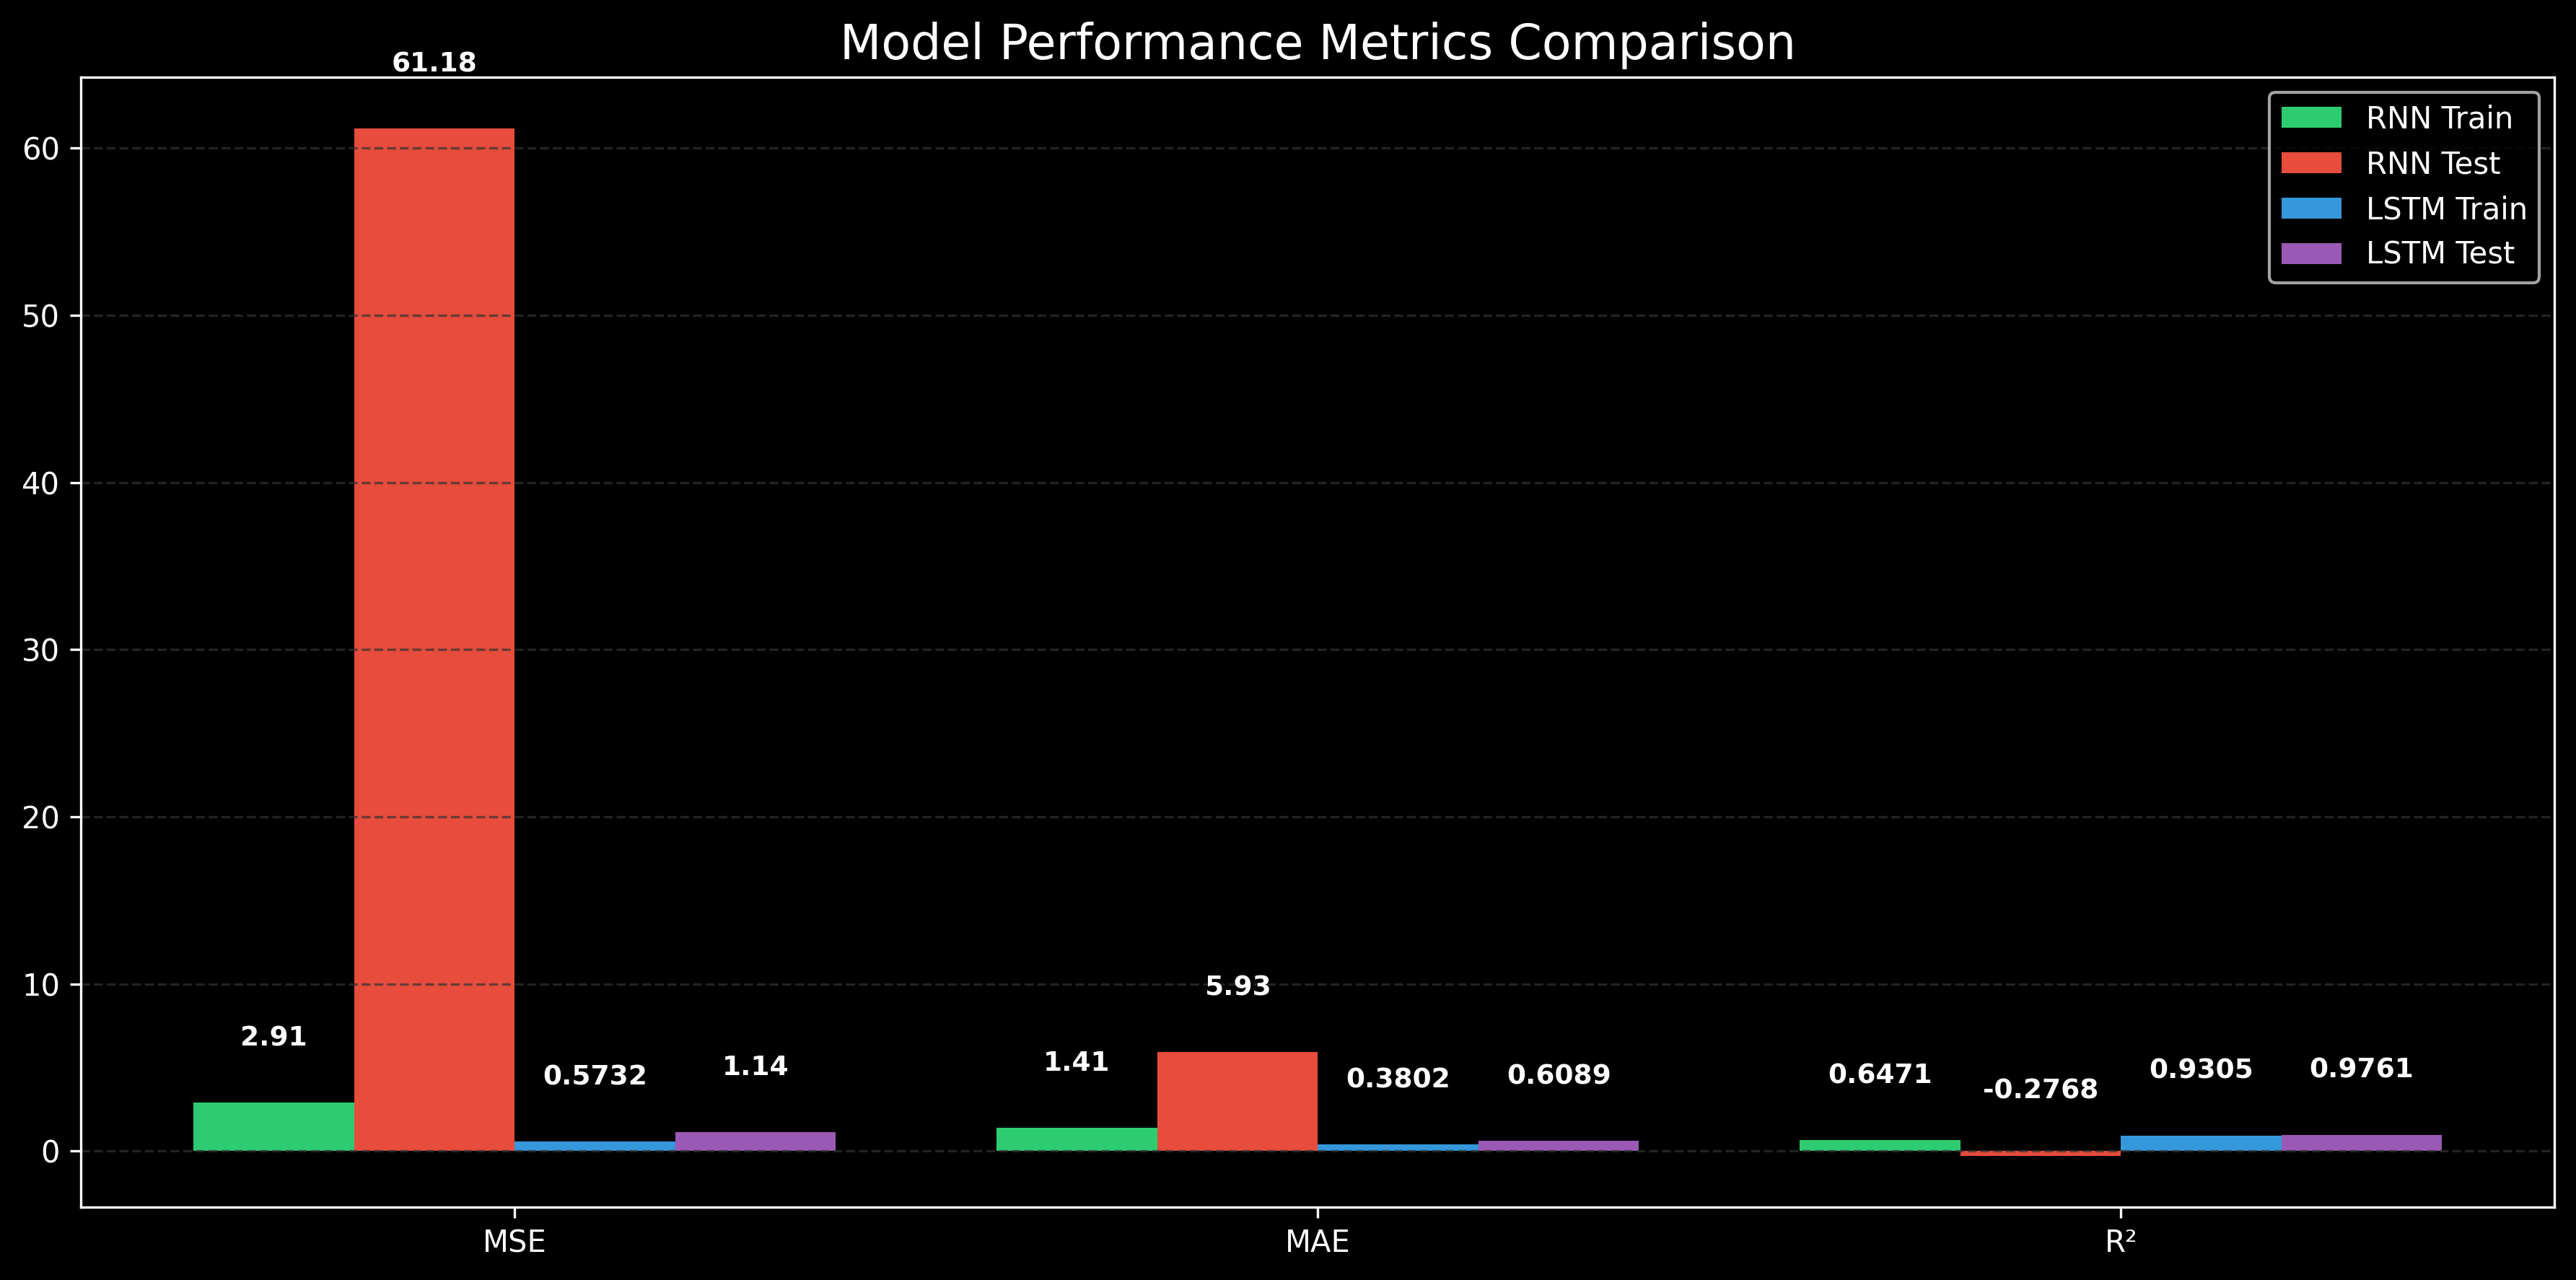 Model Performance Metrics Comparison
61.18
RNN Train
RNN Test
LSTM Train
LSTM Test
60
50
40
30
20
10
0
2.91
0.5732
1.14
1.41
5.93
0.3802
0.6089
0.6471
-0.2768
0.9305
0.9761
MSE
MAE
R²